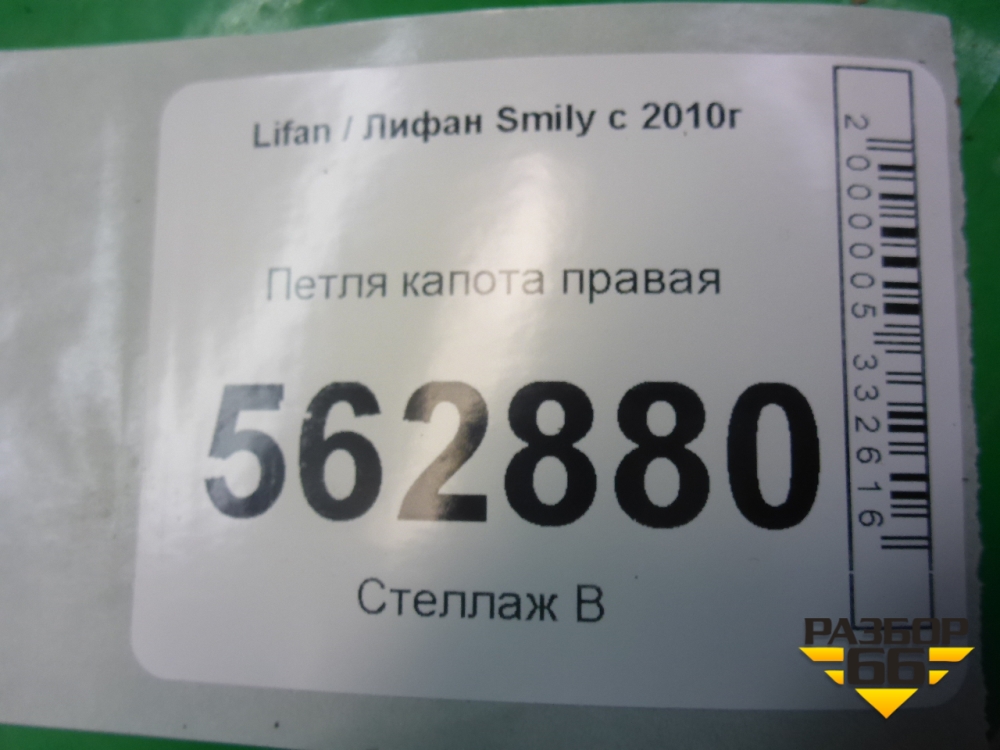 Lifan / Лифан Smily с 2010г
Петля капота правая
562880
Стеллаж В
2000005332616
РАЗБОР
66